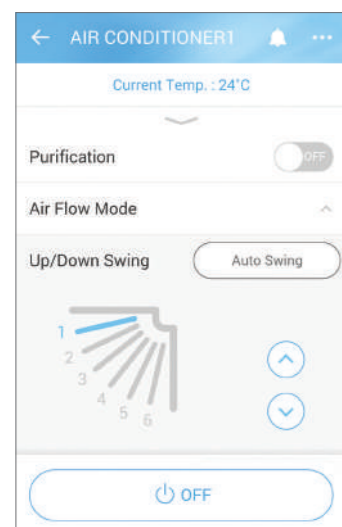 AIR CONDITIONER1
Current Temp. : 24°C
Purification OFF
Air Flow Mode
Up/Down Swing Auto Swing
1
2
3
4
5
6
OFF